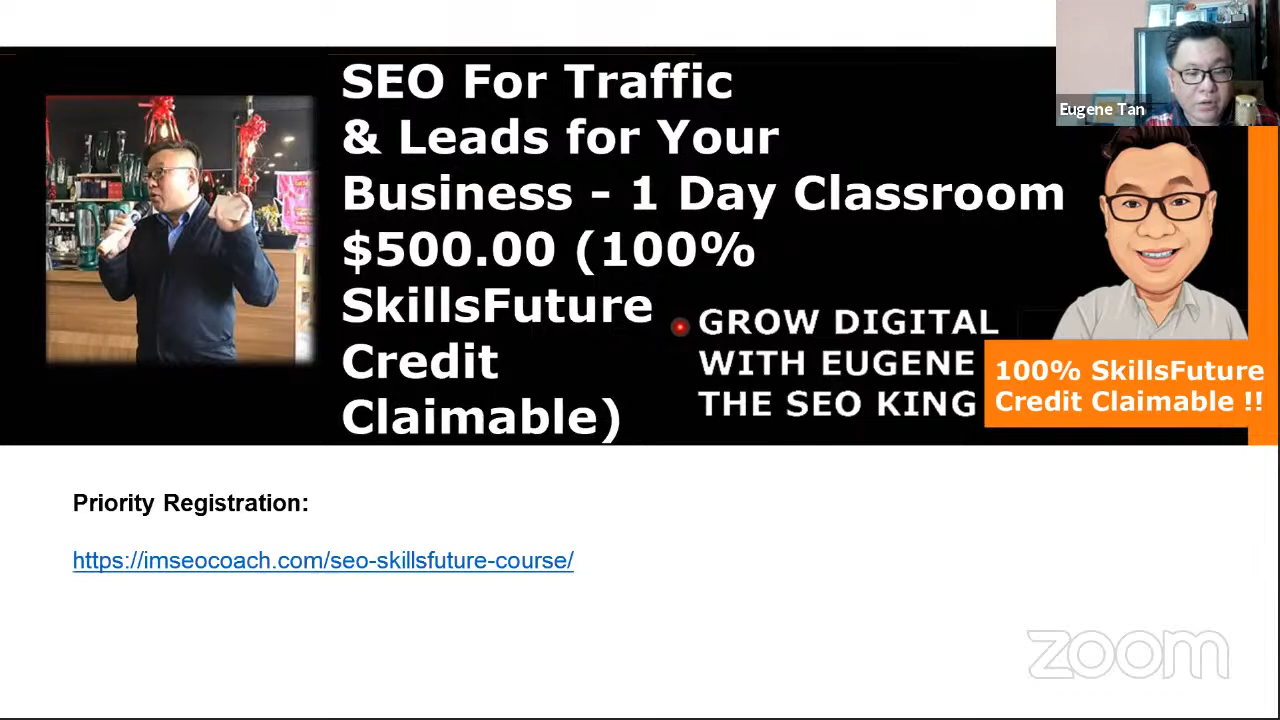 SEO For Traffic
& Leads for Your
Business - 1 Day Classroom
$500.00 (100%
SkillsFuture
Credit
Claimable)
GROW DIGITAL
WITH EUGENE
THE SEO KING
100% SkillsFuture
Credit Claimable !!
Eugene Tan
Priority Registration:
https://imseocoach.com/seo-skillsfuture-course/
zoom